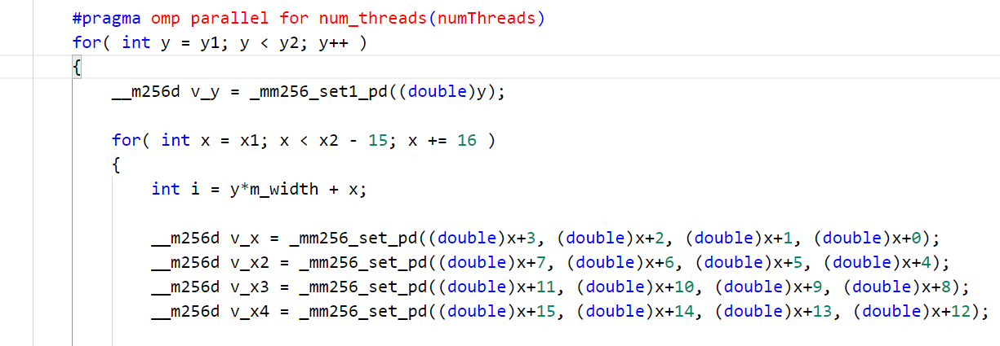 #pragma omp parallel for num_threads(numThreads)
for( int y = y1; y < y2; y++ )
{
__m256d v_y = _mm256_set1_pd((double)y);
for( int x = x1; x < x2 - 15; x += 16 )
{
int i = y*m_width + x;
__m256d v_x = _mm256_set_pd((double)x+3, (double)x+2, (double)x+1, (double)x+0);
__m256d v_x2 = _mm256_set_pd((double)x+7, (double)x+6, (double)x+5, (double)x+4);
__m256d v_x3 = _mm256_set_pd((double)x+11, (double)x+10, (double)x+9, (double)x+8);
__m256d v_x4 = _mm256_set_pd((double)x+15, (double)x+14, (double)x+13, (double)x+12);